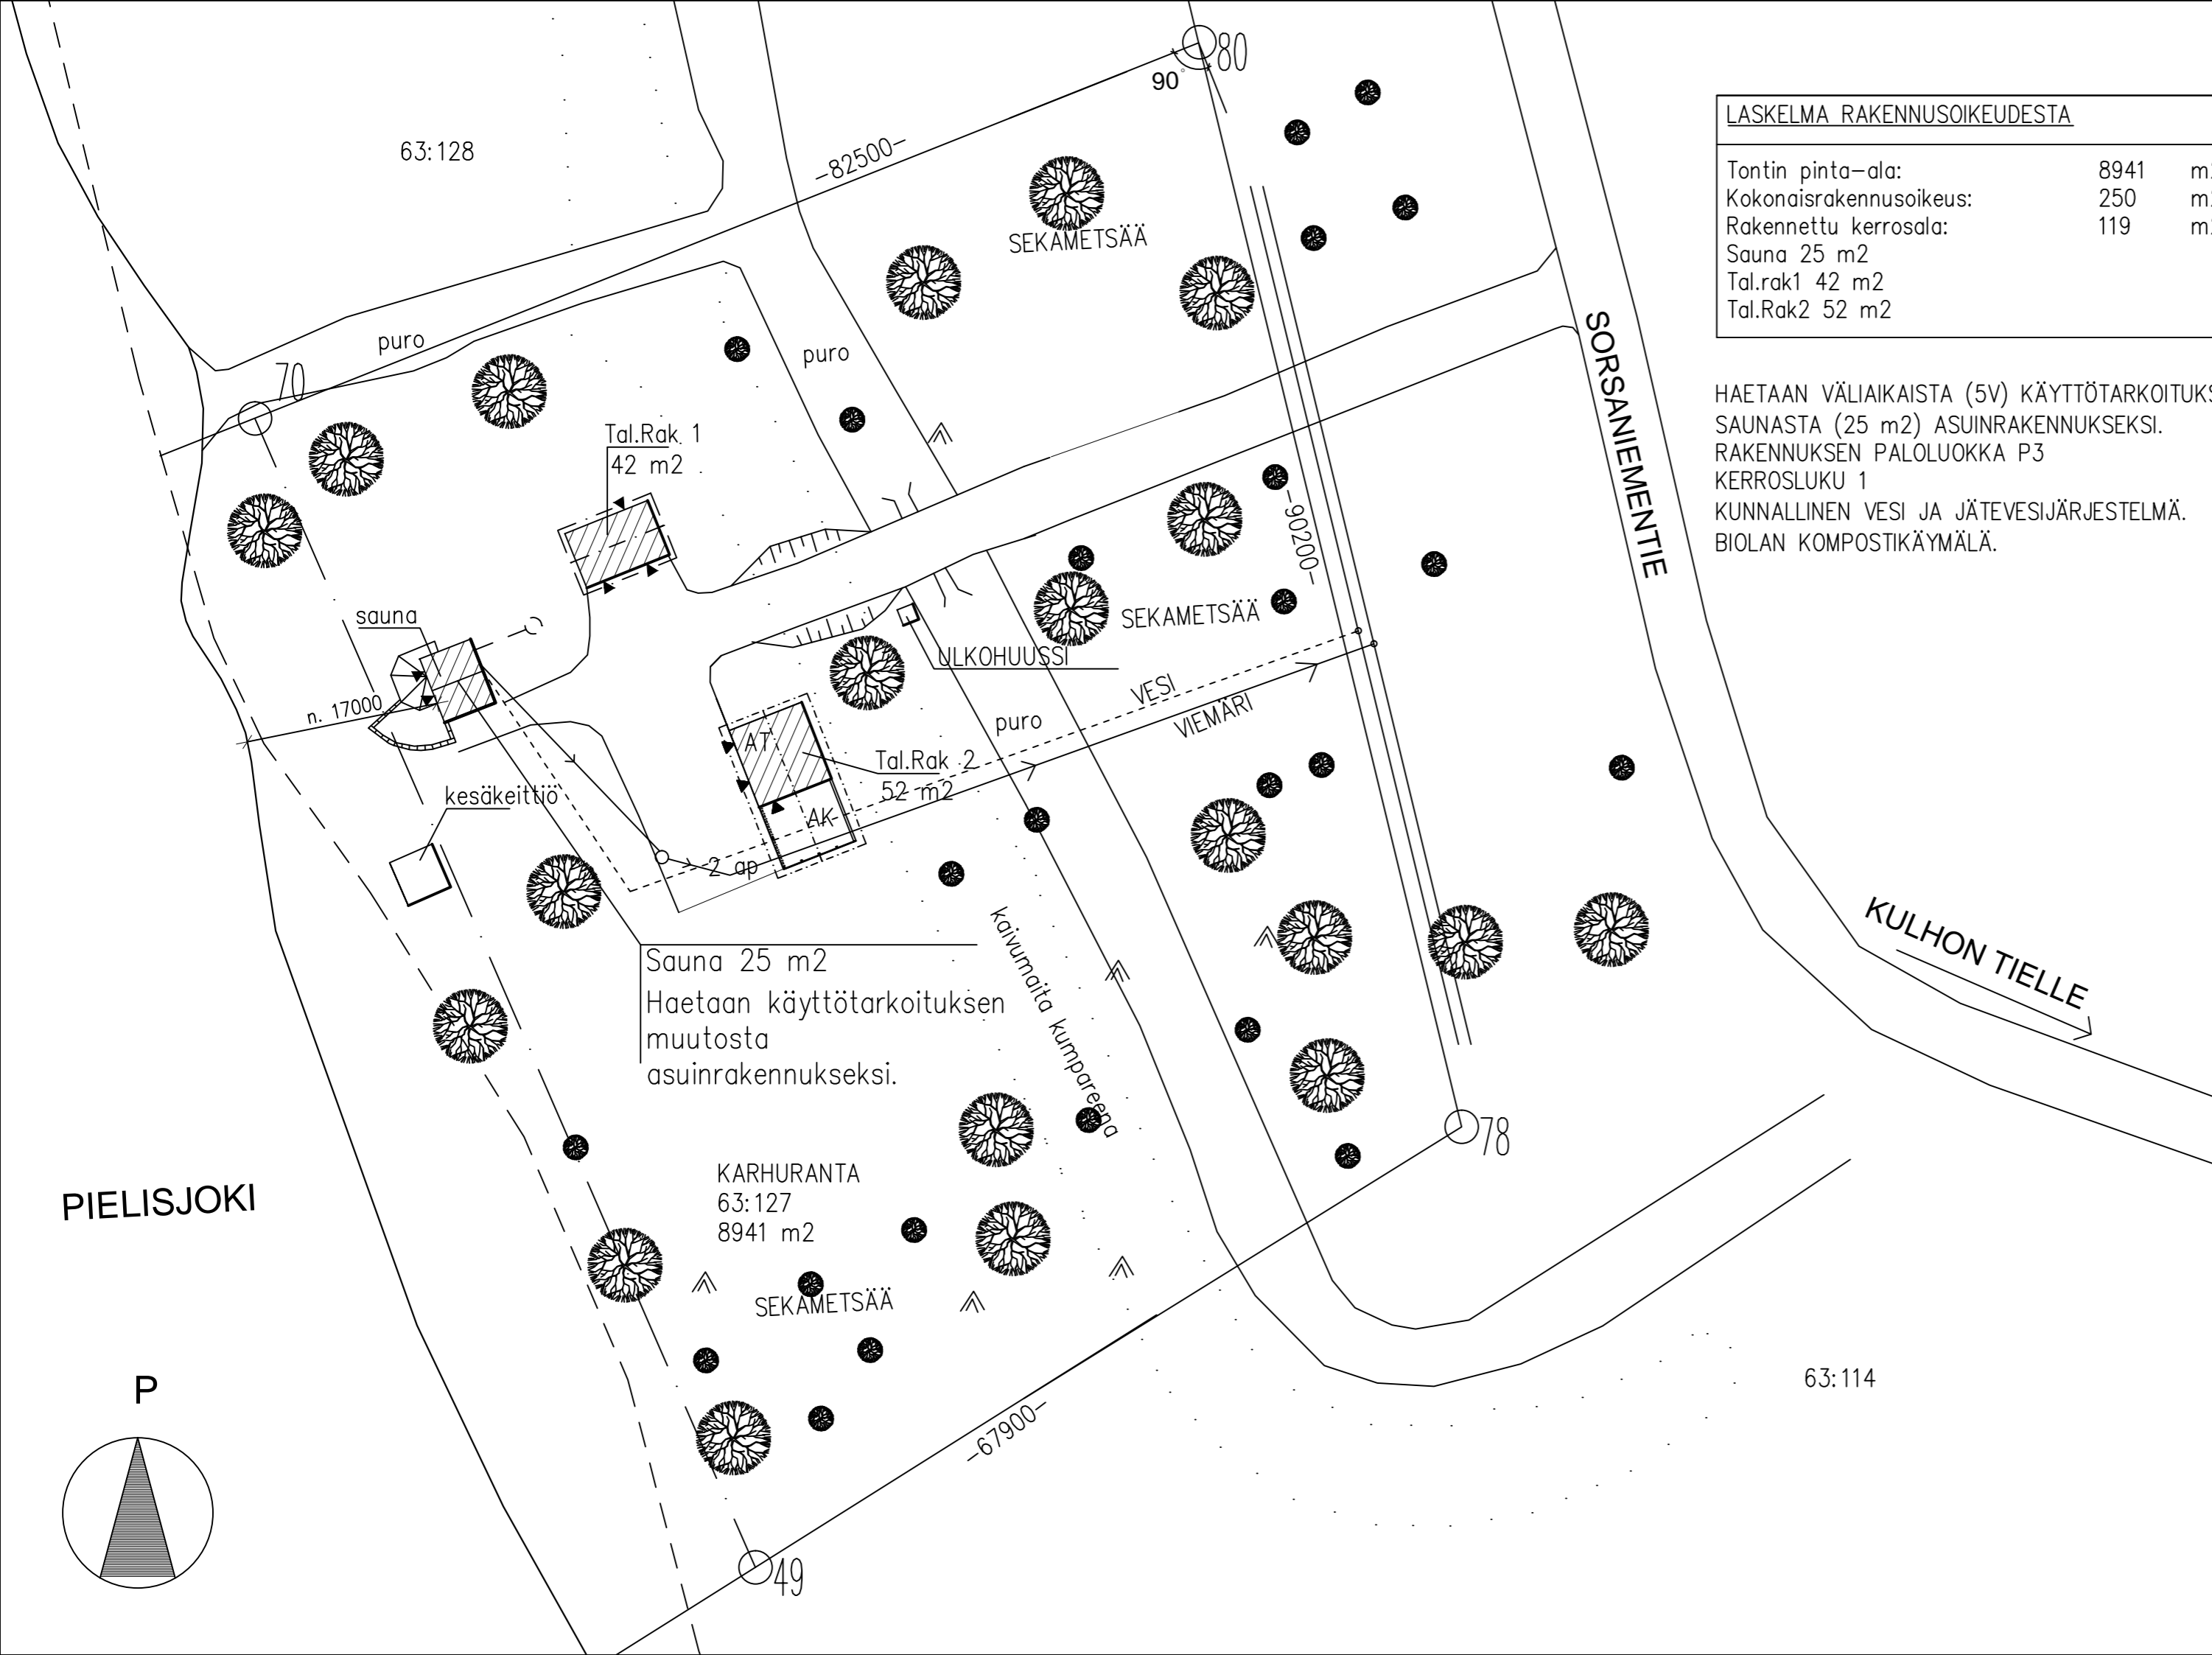 80
90°
63:128
-82500-
LASKELMA RAKENNUSOIKEUDESTA
Tontin pinta-ala: 8941
Kokonaisrakennusoikeus: 250
Rakennettu kerrosala: 119
Sauna 25 m2
Tal.rak1 42 m2
Tal.Rak2 52 m2
SEKAMETSÄÄ
puro
puro
70
SORSANIEMENTIE
HAETAAN VÄLIAIKAISTA (5V)
SAUNASTA (25 m2) ASUINRAKENNUKSEKSI.
RAKENNUKSEN PALOLUOKKA P3
KERROSLUKU 1
KUNNALLINEN VESI JA JÄTEVESIJÄRJESTELMÄ.
BIOLAN KOMPOSTIKÄYMÄLÄ.
Tal.Rak 1
42 m2
-90200-
sauna
SEKAMETSÄÄ
ULKOHUUSSI
n. 17000
VESI
VIEMÄRI
puro
AT
Tal.Rak 2
52 m2
kesäkeittiö
AK
2 ap
KULHON TIELLE
Sauna 25 m2
Haetaan käyttötarkoituksen
muutosta
asuinrakennukseksi.
kaivumaita kumpareena
78
KARHURANTA
63:127
8941 m2
PIELISJOKI
SEKAMETSÄÄ
P
63:114
-67900-
49